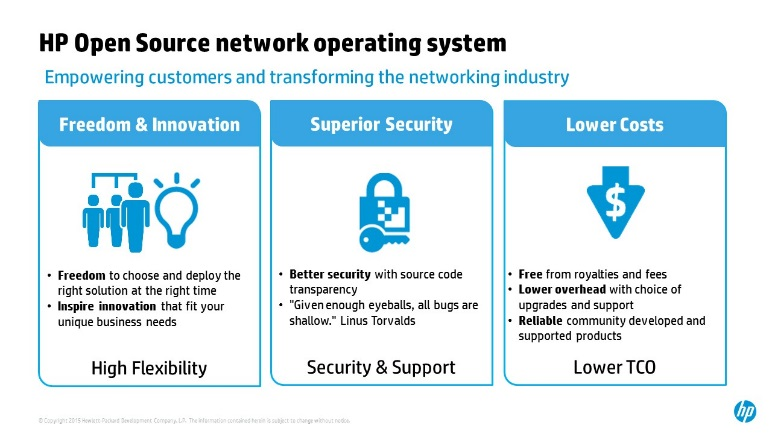 HP Open Source network operating system
Empowering customers and transforming the networking industry
Freedom & Innovation
• Freedom to choose and deploy the
right solution at the right time
• Inspire innovation that fit your
unique business needs
High Flexibility
Superior Security
• Better security with source code
transparency
• "Given enough eyeballs, all bugs are
shallow." Linus Torvalds
Security & Support
Lower Costs
$
• Free from royalties and fees
• Lower overhead with choice of
upgrades and support
• Reliable community developed and
supported products
Lower TCO
© Copyright 2015 Hewlett-Packard Development Company, L.P. The information contained herein is subject to change without notice.
hp